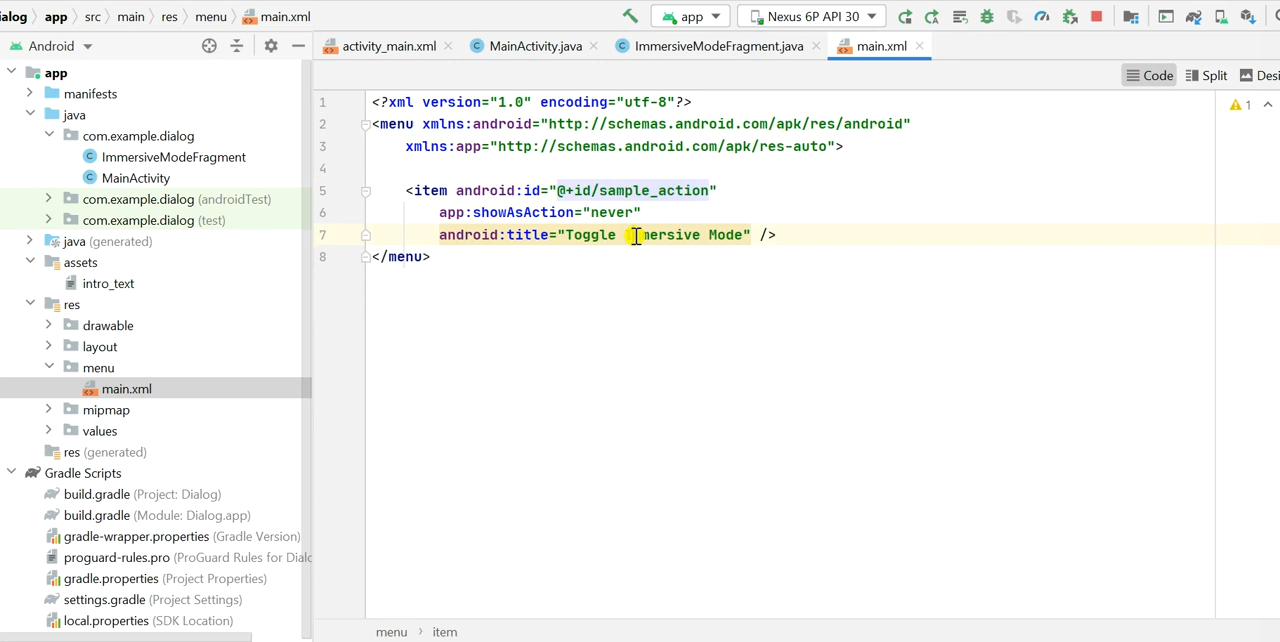 ialog app src main res menu main.xml
app Nexus 6P API 30
Android
activity_main.xml MainActivity.java ImmersiveModeFragment.java main.xml
Code Split Desi
app
manifests
java
com.example.dialog
ImmersiveModeFragment
MainActivity
com.example.dialog (androidTest)
com.example.dialog (test)
java (generated)
assets
intro_text
res
drawable
layout
menu
main.xml
mipmap
values
res (generated)
Gradle Scripts
build.gradle (Project: Dialog)
build.gradle (Module: Dialog.app)
gradle-wrapper.properties (Gradle Version)
proguard-rules.pro (ProGuard Rules for Dialo
gradle.properties (Project Properties)
settings.gradle (Project Settings)
local.properties (SDK Location)
1 <?xml version="1.0" encoding="utf-8"?>
2 <menu xmlns:android="http://schemas.android.com/apk/res/android"
3 xmlns:app="http://schemas.android.com/apk/res-auto">
4
5 <item android:id="@+id/sample_action"
6 app:showAsAction="never"
7 android:title="Toggle Immersive Mode" />
8 </menu>
1
menu item